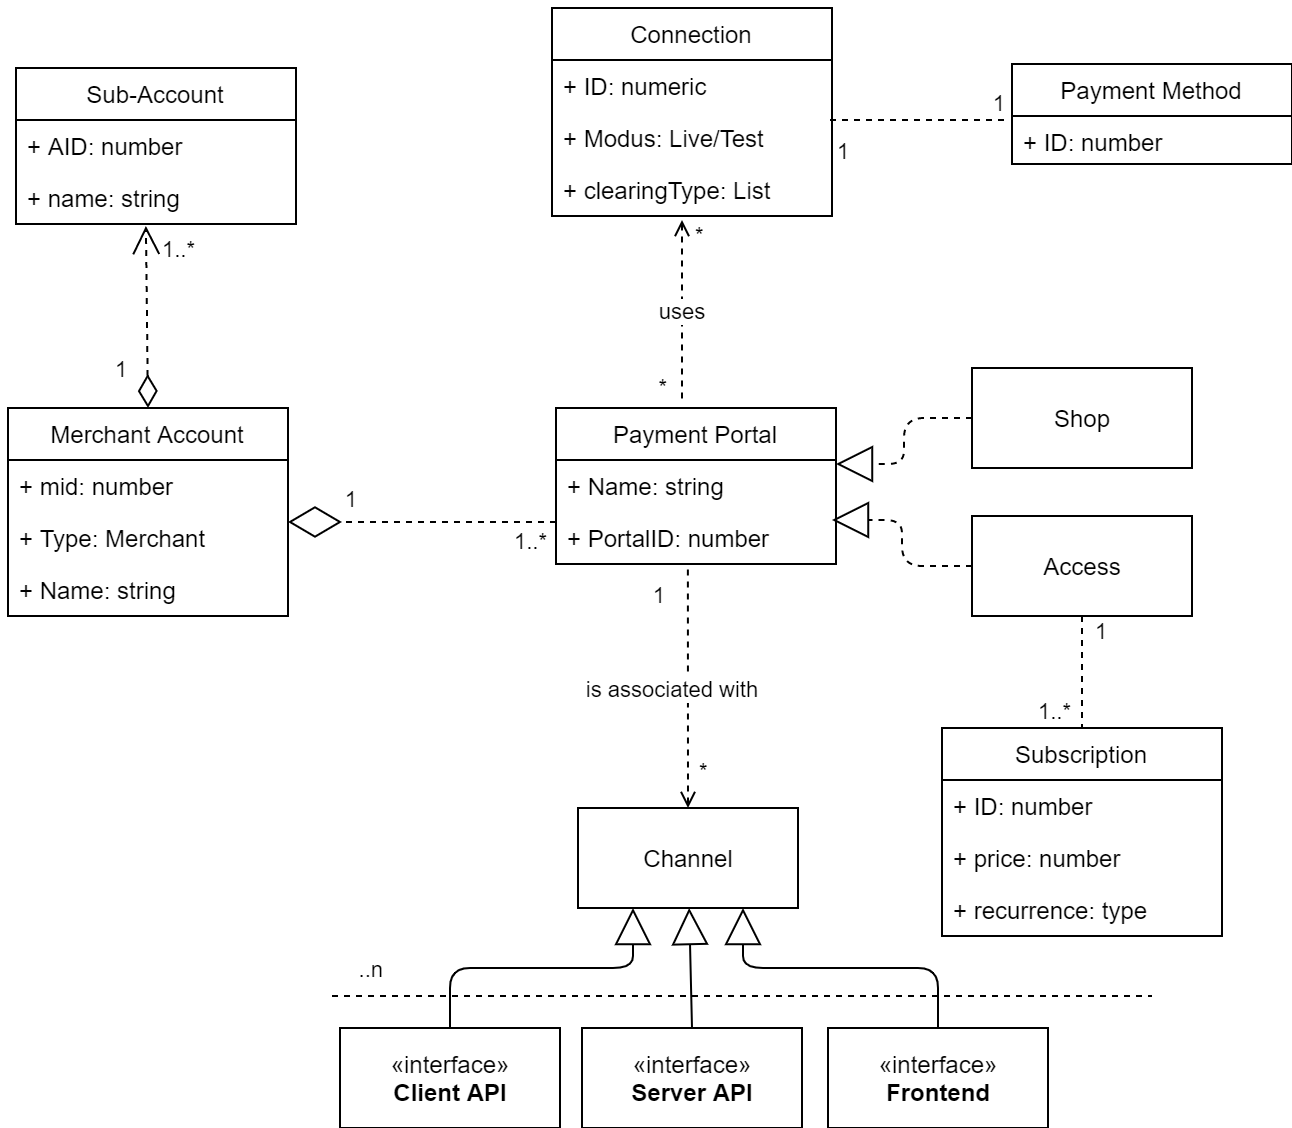 Connection
+ ID: numeric
+ Modus: Live/Test
+ clearingType: List
Payment Method
+ ID: number
1
1
Sub-Account
+ AID: number
+ name: string
1..*
1
*
uses
*
Merchant Account
+ mid: number
+ Type: Merchant
+ Name: string
1
1..*
Payment Portal
+ Name: string
+ PortalID: number
Shop
Access
1
1..*
1
is associated with
*
Subscription
+ ID: number
+ price: number
+ recurrence: type
Channel
..n
«interface»
Client API
«interface»
Server API
«interface»
Frontend